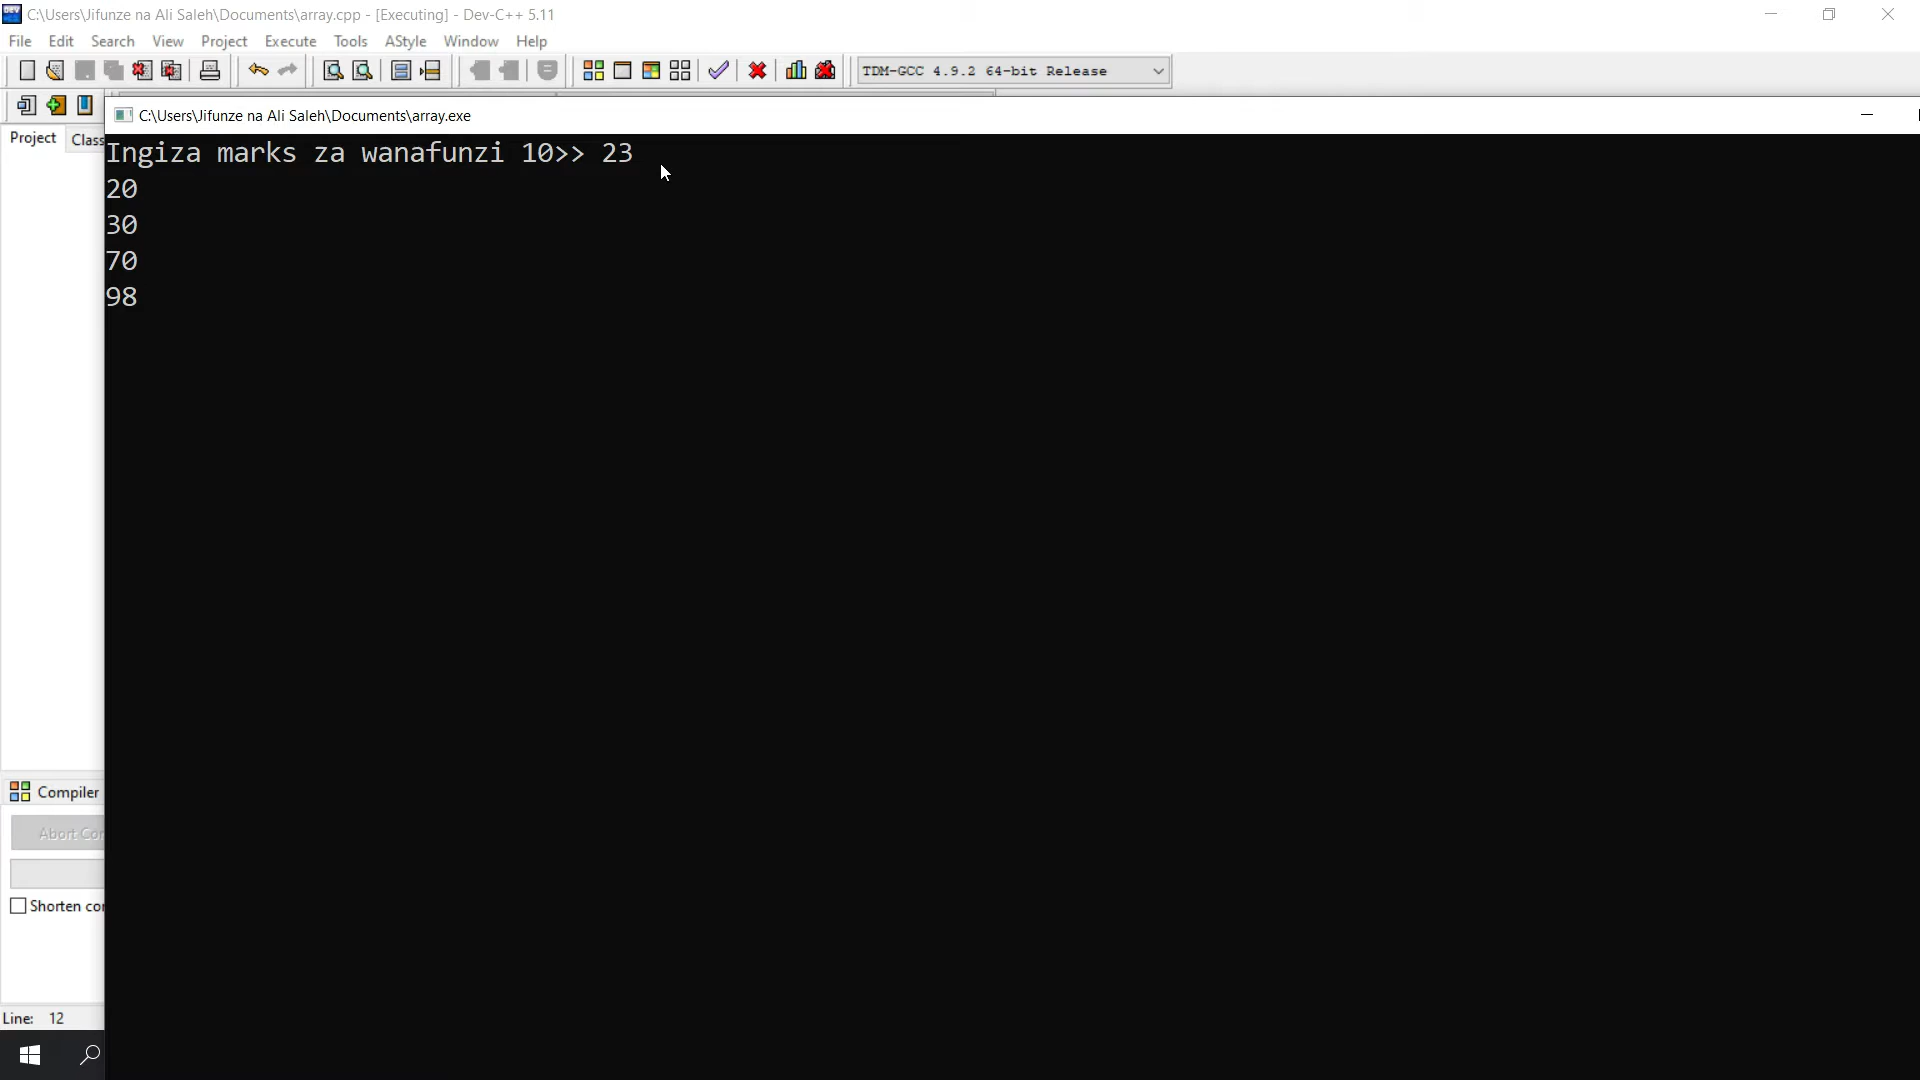 C:\Users\Jifunze na Ali Saleh\Documents\array.cpp - [Executing] - Dev-C++ 5.11
File Edit Search View Project Execute Tools AStyle Window Help
TDM-GCC 4.9.2 64-bit Release
C:\Users\Jifunze na Ali Saleh\Documents\array.exe
Project Class
Ingiza marks za wanafunzi 10>> 23
20
30
70
98
Compiler
Abort Co
Shorten co
Line: 12